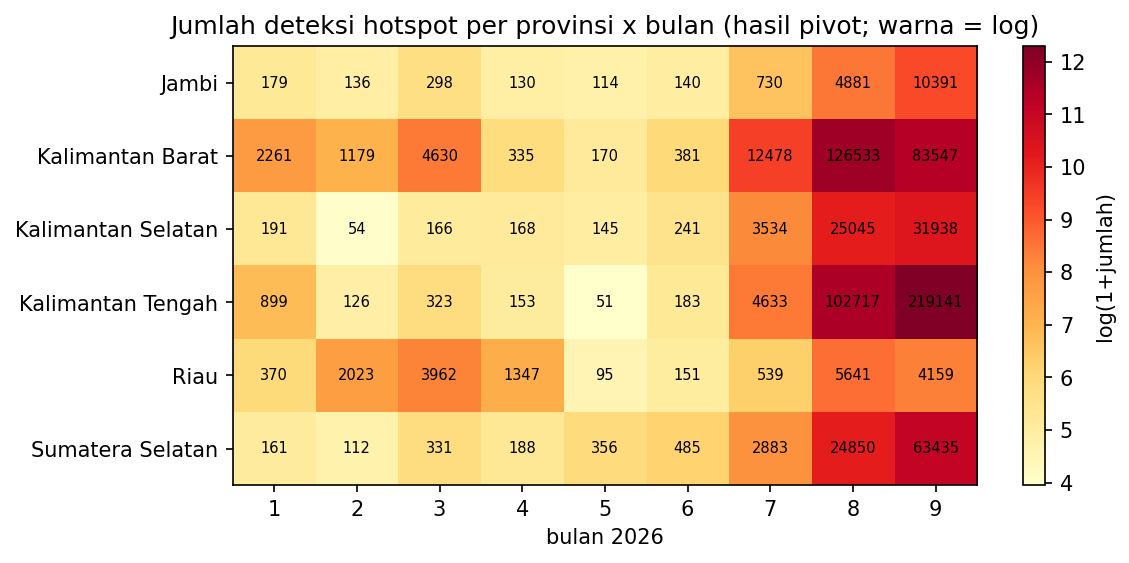 Jumlah deteksi hotspot per provinsi x bulan (hasil pivot; warna = log)
Jambi 179 136 298 130 114 140 730 4881 10391
Kalimantan Barat 2261 1179 4630 335 170 381 12478 126533 83547
Kalimantan Selatan 191 54 166 168 145 241 3534 25045 31938
Kalimantan Tengah 899 126 323 153 51 183 4633 102717 219141
Riau 370 2023 3962 1347 95 151 539 5641 4159
Sumatera Selatan 161 112 331 188 356 485 2883 24850 63435
1 2 3 4 5 6 7 8 9
bulan 2026
12
11
10
9
8
7
6
5
4
log(1+jumlah)